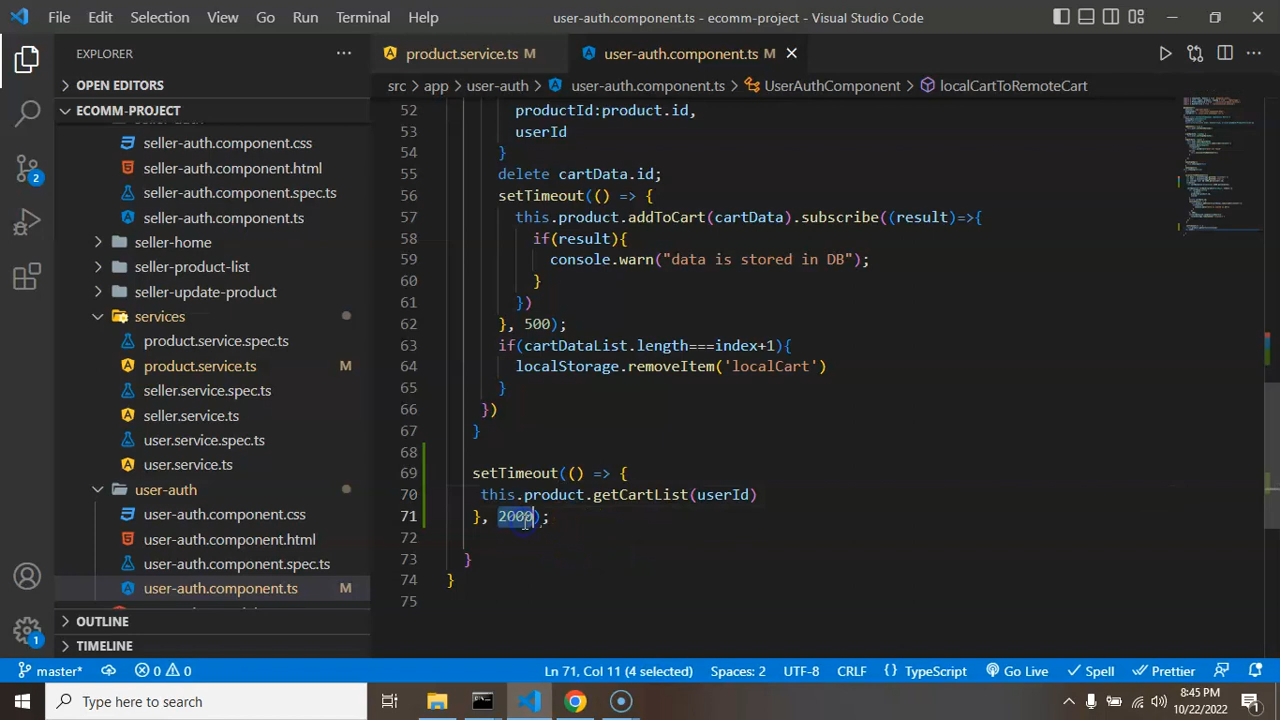 File Edit Selection View Go Run Terminal Help
user-auth.component.ts - ecomm-project - Visual Studio Code
EXPLORER
product.service.ts M
user-auth.component.ts M
OPEN EDITORS
src > app > user-auth > user-auth.component.ts > UserAuthComponent > localCartToRemoteCart
ECOMM-PROJECT
seller-auth.component.css
seller-auth.component.html
seller-auth.component.spec.ts
seller-auth.component.ts
seller-home
seller-product-list
seller-update-product
services
product.service.spec.ts
product.service.ts M
seller.service.spec.ts
seller.service.ts
user.service.spec.ts
user.service.ts
user-auth
user-auth.component.css
user-auth.component.html
user-auth.component.spec.ts
user-auth.component.ts M
OUTLINE
TIMELINE
2
1
52 productId:product.id,
53 userId
54 }
55 delete cartData.id;
56 setTimeout(() => {
57 this.product.addToCart(cartData).subscribe((result)=>{
58 if(result){
59 console.warn("data is stored in DB");
60 }
61 })
62 }, 500);
63 if(cartDataList.length===index+1){
64 localStorage.removeItem('localCart')
65 }
66 })
67 }
68
69 setTimeout(() => {
70 this.product.getCartList(userId)
71 }, 2000);
72
73 }
74 }
75
master* 0 0 Ln 71, Col 11 (4 selected) Spaces: 2 UTF-8 CRLF { } TypeScript Go Live Spell Prettier
Type here to search
8:45 PM
10/22/2022
1